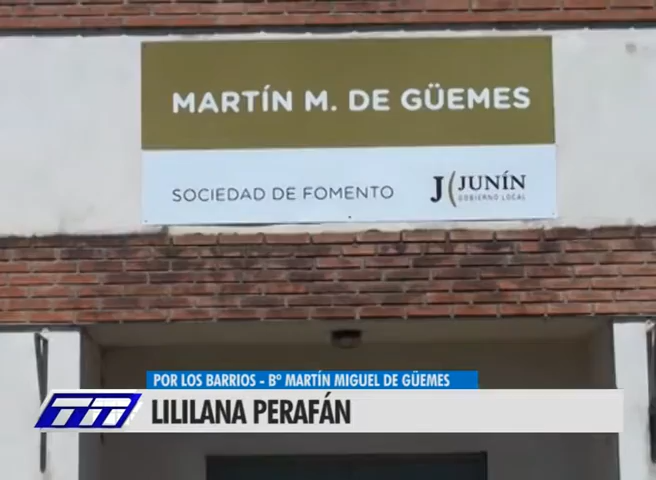 MARTÍN M. DE GÜEMES
SOCIEDAD DE FOMENTO
J(JUNÍN
GOBIERNO LOCAL
POR LOS BARRIOS - Bº MARTÍN MIGUEL DE GÜEMES
LILILANA PERAFÁN